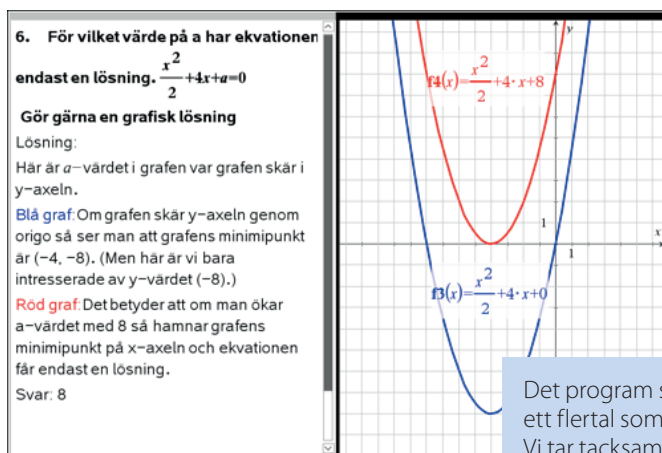 6. För vilket värde på a har ekvationen
endast en lösning. x²/2 +4x+a=0
Gör gärna en grafisk lösning
Lösning:
Här är a-värdet i grafen var grafen skär i
y-axeln.
Blå graf: Om grafen skär y-axeln genom
origo så ser man att grafens minimipunkt
är (-4, -8). (Men här är vi bara
intresserade av y-värdet (-8).)
Röd graf: Det betyder att om man ökar
a-värdet med 8 så hamnar grafens
minimipunkt på x-axeln och ekvationen
får endast en lösning.
Svar: 8
y
f4(x)=x²/2 +4·x+8
1
x
1
f3(x)=x²/2 +4·x+0
Det program
ett flertal som
Vi tar tacksam